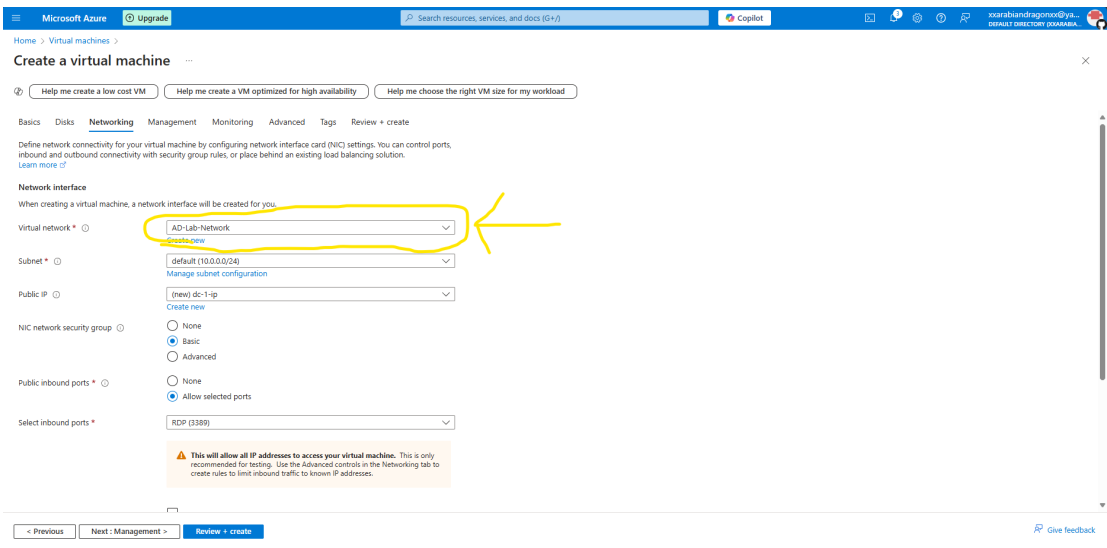 Microsoft Azure Upgrade Search resources, services, and docs (G+/) Copilot 3 xxarabiandragonxx@ya...
DEFAULT DIRECTORY (XXARABIA...
Home > Virtual machines >
Create a virtual machine ...
Help me create a low cost VM Help me create a VM optimized for high availability Help me choose the right VM size for my workload
Basics Disks Networking Management Monitoring Advanced Tags Review + create
Define network connectivity for your virtual machine by configuring network interface card (NIC) settings. You can control ports,
inbound and outbound connectivity with security group rules, or place behind an existing load balancing solution.
Learn more
Network interface
When creating a virtual machine, a network interface will be created for you.
Virtual network * AD-Lab-Network
Create new
Subnet * default (10.0.0.0/24)
Manage subnet configuration
Public IP (new) dc-1-ip
Create new
NIC network security group None
Basic
Advanced
Public inbound ports * None
Allow selected ports
Select inbound ports * RDP (3389)
This will allow all IP addresses to access your virtual machine. This is only
recommended for testing. Use the Advanced controls in the Networking tab to
create rules to limit inbound traffic to known IP addresses.
< Previous Next : Management > Review + create Give feedback